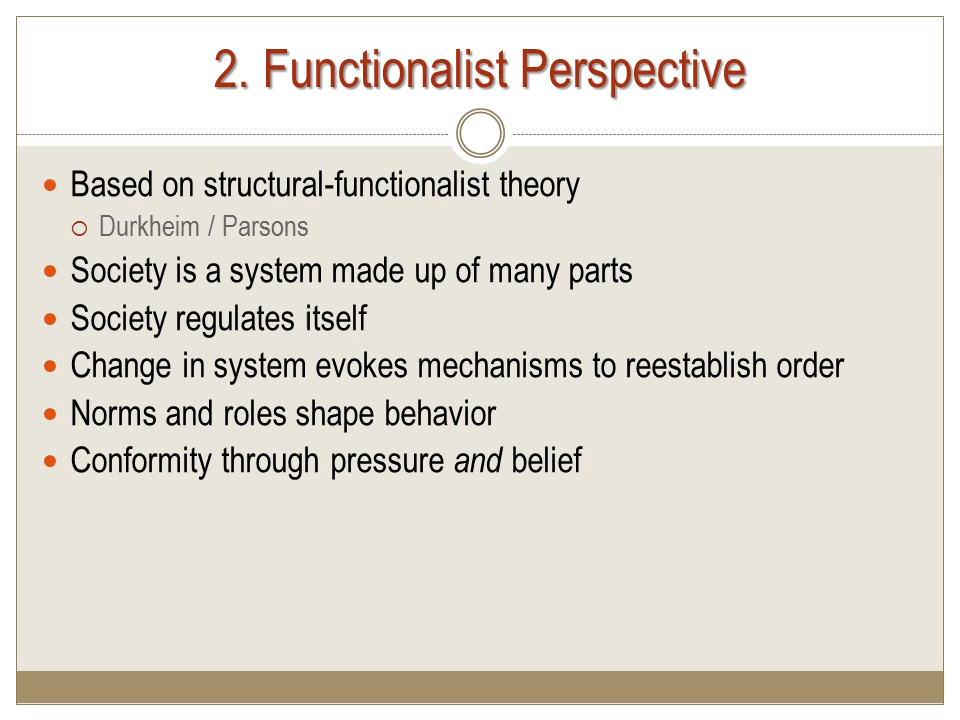 2. Functionalist Perspective
Based on structural-functionalist theory
Durkheim / Parsons
Society is a system made up of many parts
Society regulates itself
Change in system evokes mechanisms to reestablish order
Norms and roles shape behavior
Conformity through pressure and belief